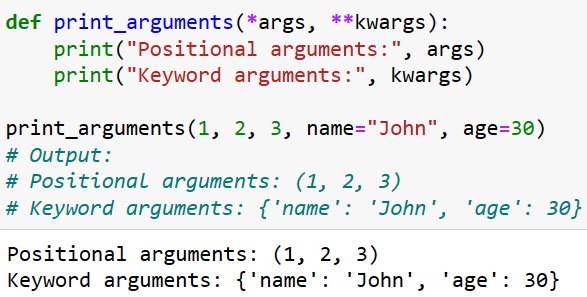 def print_arguments(*args, **kwargs):
    print("Positional arguments:", args)
    print("Keyword arguments:", kwargs)

print_arguments(1, 2, 3, name="John", age=30)
# Output:
# Positional arguments: (1, 2, 3)
# Keyword arguments: {'name': 'John', 'age': 30}
Positional arguments: (1, 2, 3)
Keyword arguments: {'name': 'John', 'age': 30}